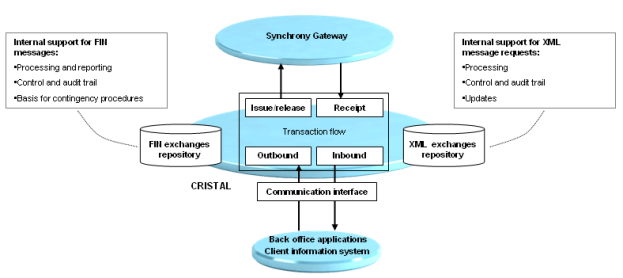 Synchrony Gateway
Internal support for FIN
messages:
•Processing and reporting
•Control and audit trail
•Basis for contingency procedures
Internal support for XML
message requests:
•Processing
•Control and audit trail
•Updates
Issue/release
Receipt
Transaction flow
FIN exchanges
repository
XML exchanges
repository
Outbound
Inbound
CRISTAL
Communication interface
Back office applications
Client information system